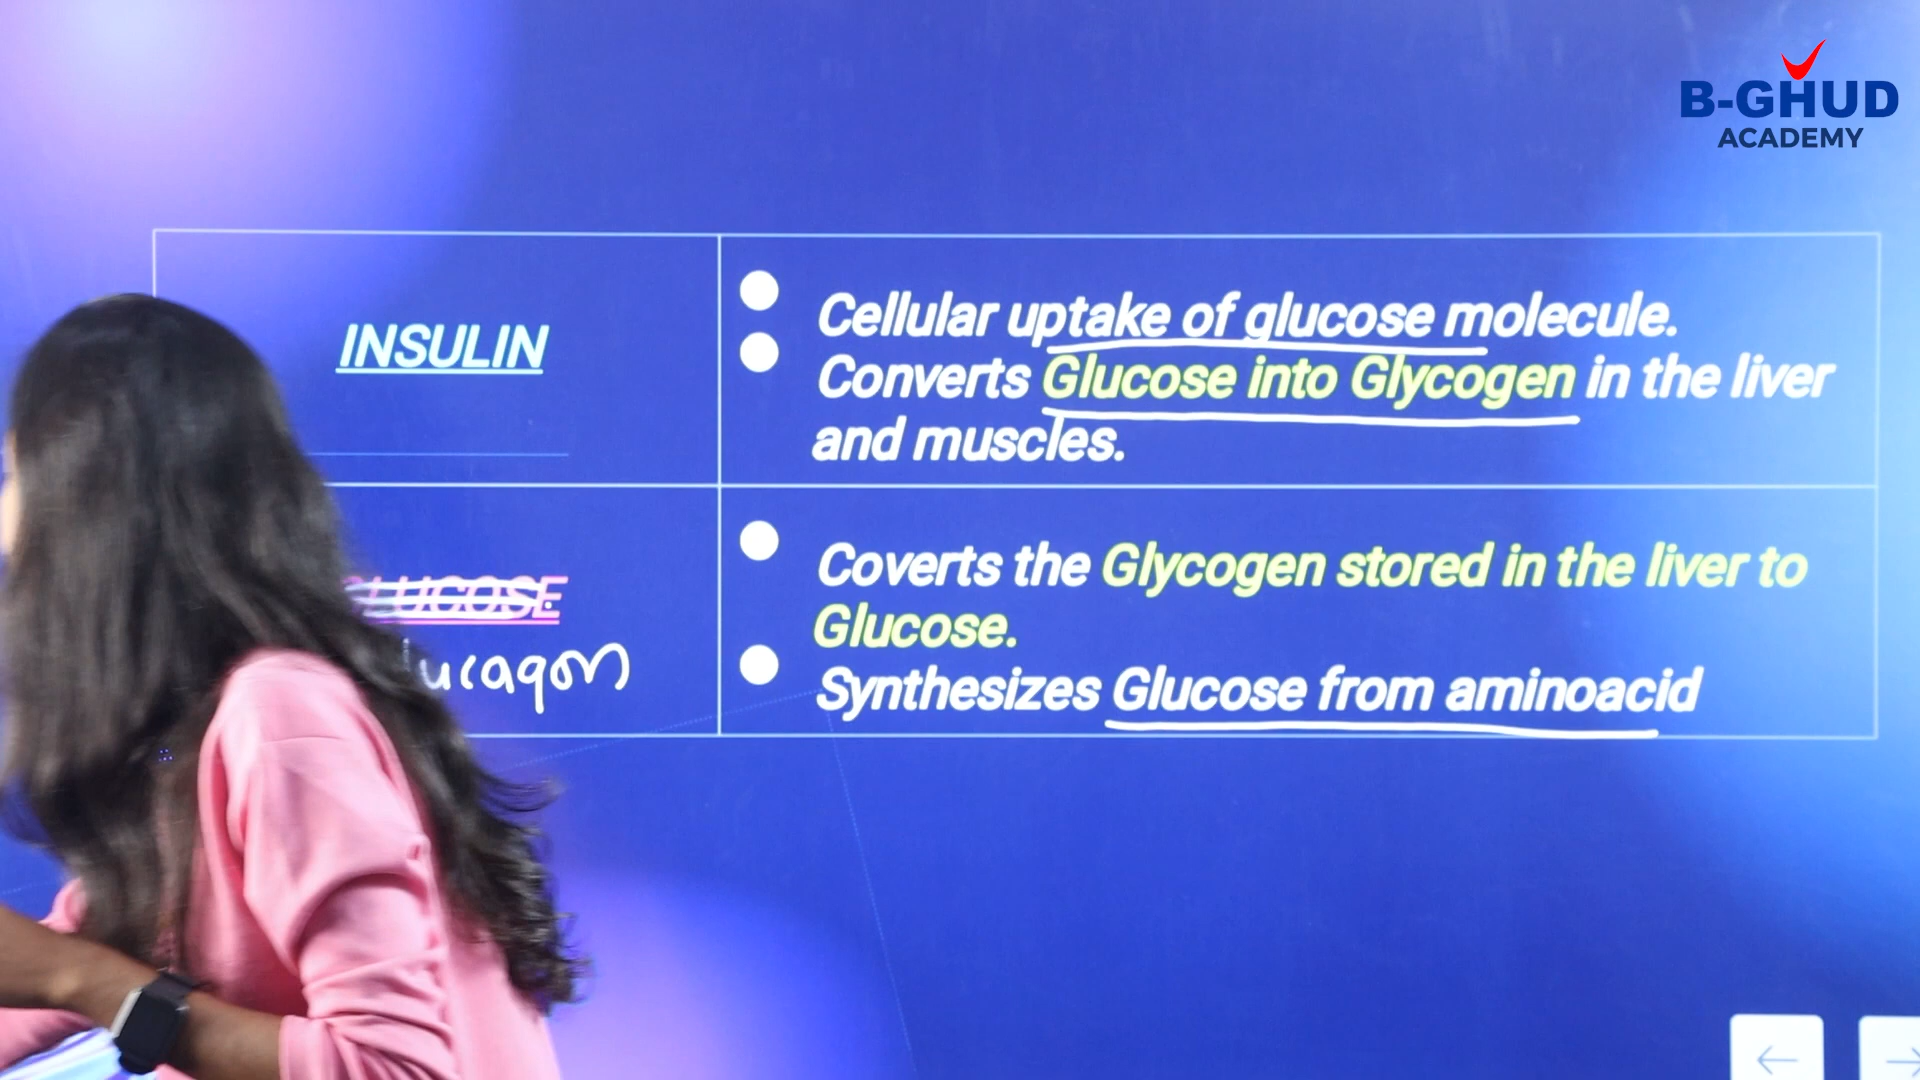 B-GHUD
ACADEMY
INSULIN
Cellular uptake of glucose molecule.
Converts Glucose into Glycogen in the liver
and muscles.
Coverts the Glycogen stored in the liver to
Glucose.
Synthesizes Glucose from aminoacid